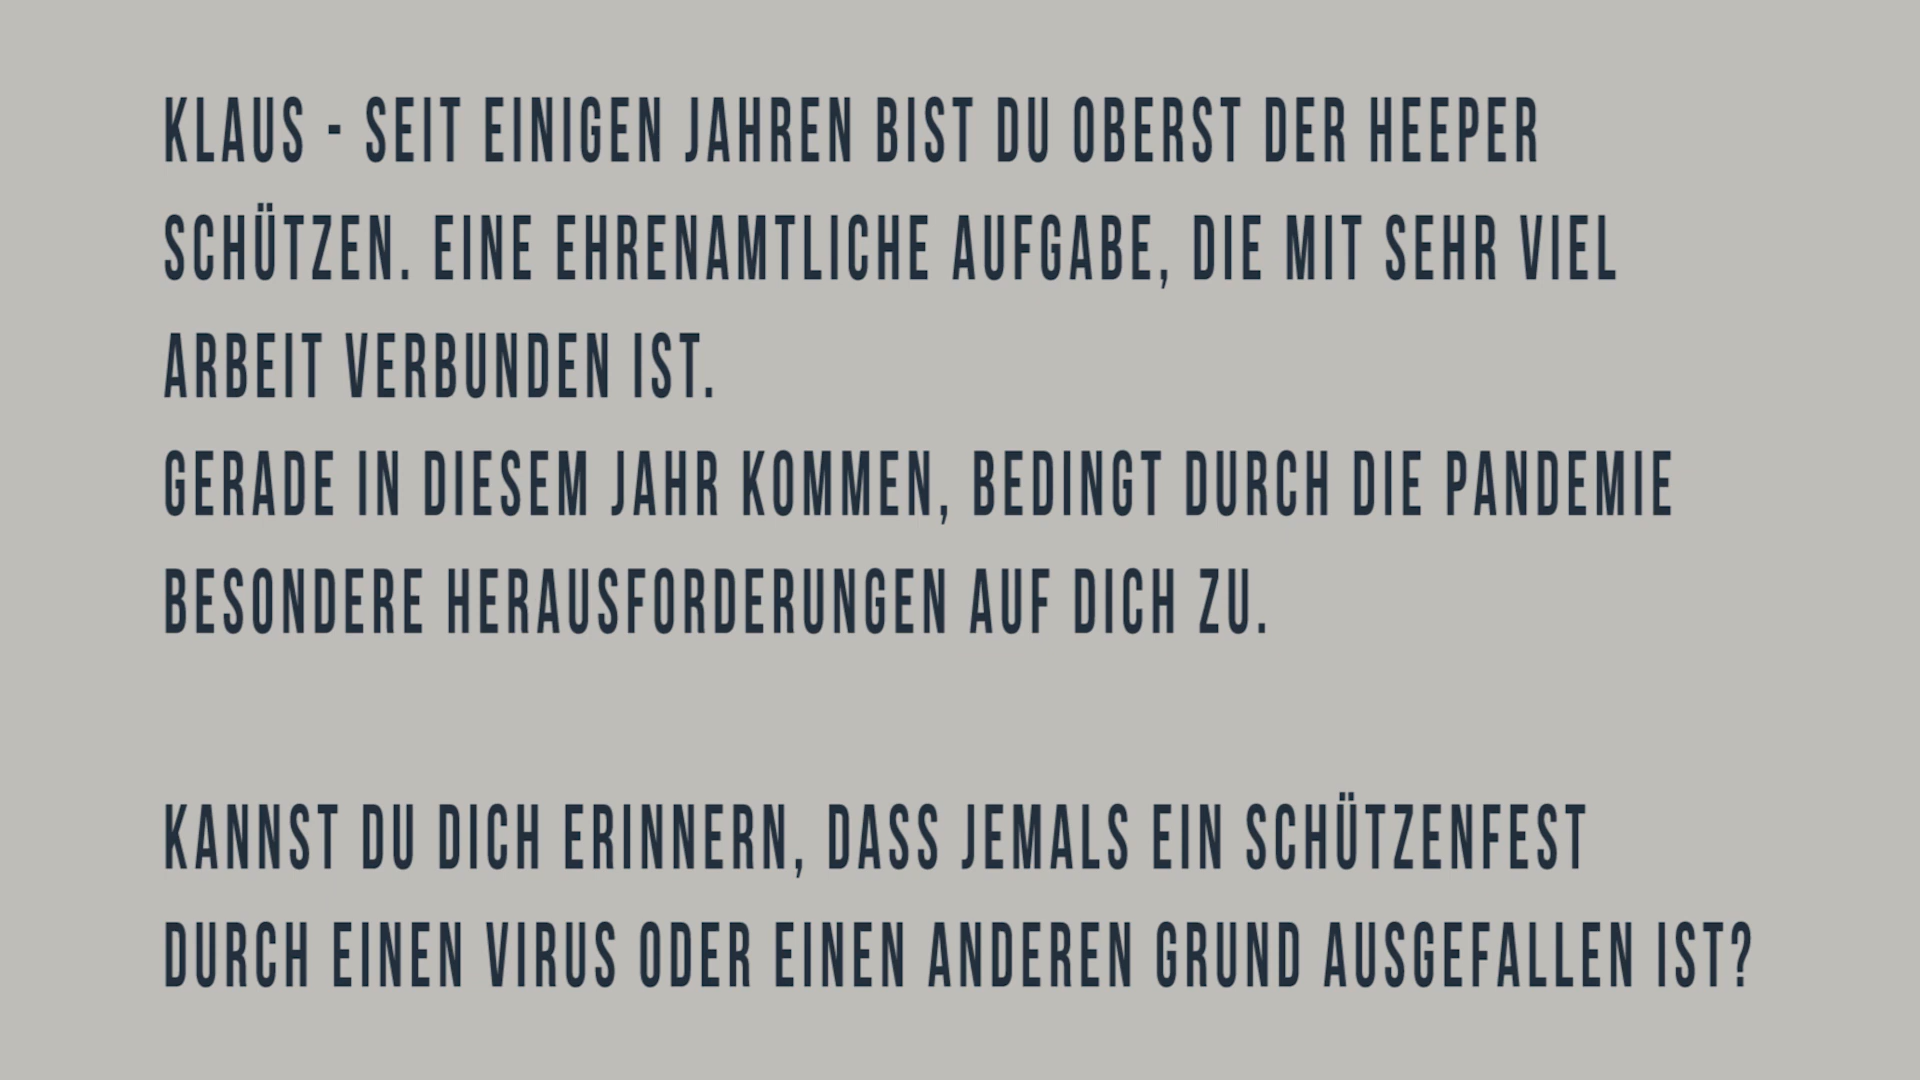 KLAUS - SEIT EINIGEN JAHREN BIST DU OBERST DER HEEPER
SCHÜTZEN. EINE EHRENAMTLICHE AUFGABE, DIE MIT SEHR VIEL
ARBEIT VERBUNDEN IST.
GERADE IN DIESEM JAHR KOMMEN, BEDINGT DURCH DIE PANDEMIE
BESONDERE HERAUSFORDERUNGEN AUF DICH ZU.
KANNST DU DICH ERINNERN, DASS JEMALS EIN SCHÜTZENFEST
DURCH EINEN VIRUS ODER EINEN ANDEREN GRUND AUSGEFALLEN IST?